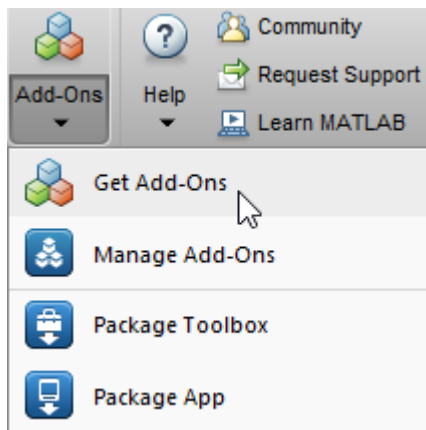 Add-Ons
Help
Community
Request Support
Learn MATLAB
Get Add-Ons
Manage Add-Ons
Package Toolbox
Package App